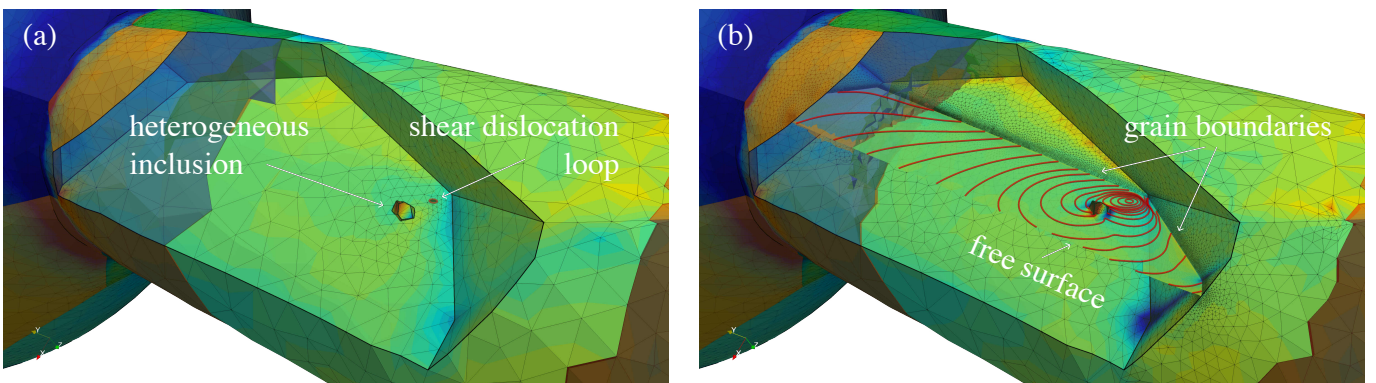 (a)
heterogeneous
inclusion
shear dislocation
loop
Y
X
Z
(b)
grain boundaries
free surface
Y
X
Z